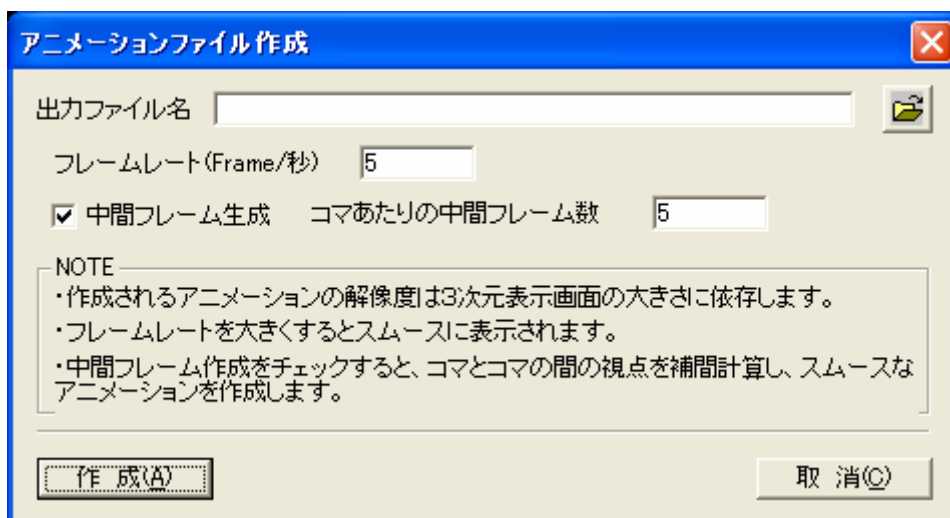 アニメーションファイル作成
出力ファイル名
フレームレート(Frame/秒) 5
中間フレーム生成 コマあたりの中間フレーム数 5
NOTE
・作成されるアニメーションの解像度は3次元表示画面の大きさに依存します。
・フレームレートを大きくするとスムースに表示されます。
・中間フレーム作成をチェックすると、コマとコマの間の視点を補間計算し、スムースな
アニメーションを作成します。
作 成(A) 取 消(C)